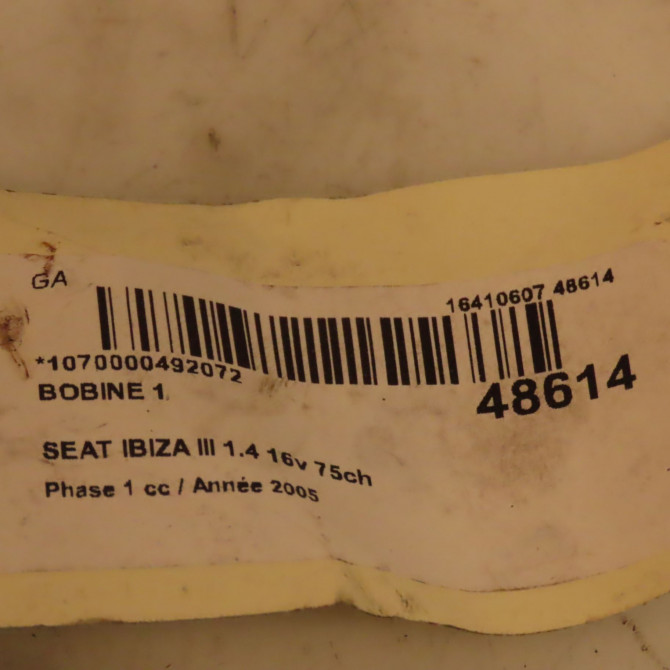 GA
16410607 48614
*1070000492072
BOBINE 1
48614
SEAT IBIZA III 1.4 16v 75ch
Phase 1 cc / Année 2005